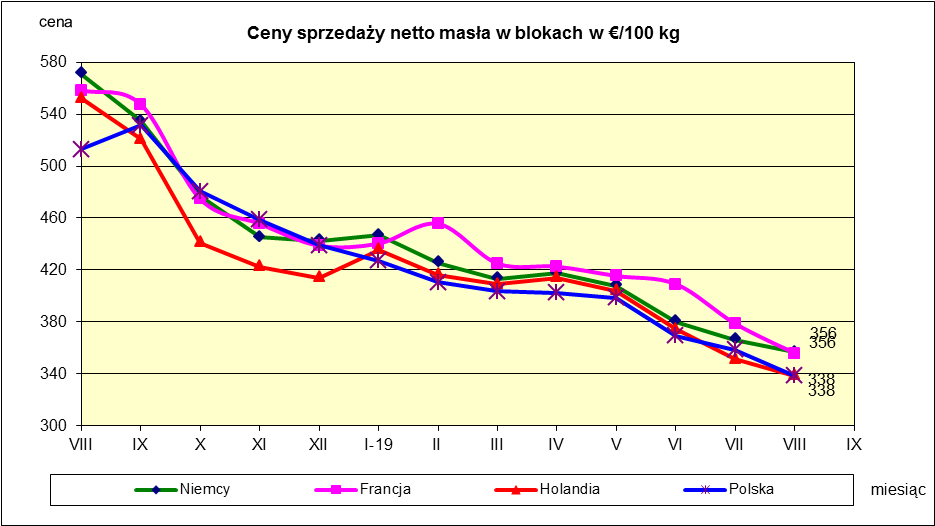 cena
Ceny sprzedaży netto masła w blokach w €/100 kg
580
540
500
460
420
380
340
300
356
356
338
338
VIII IX X XI XII I-19 II III IV V VI VII VIII IX
Niemcy Francja Holandia Polska
miesiąc